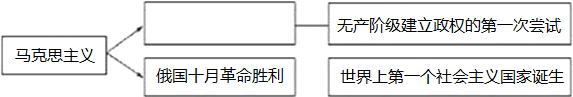 无产阶级建立政权的第一次尝试
马克思主义
俄国十月革命胜利
世界上第一个社会主义国家诞生